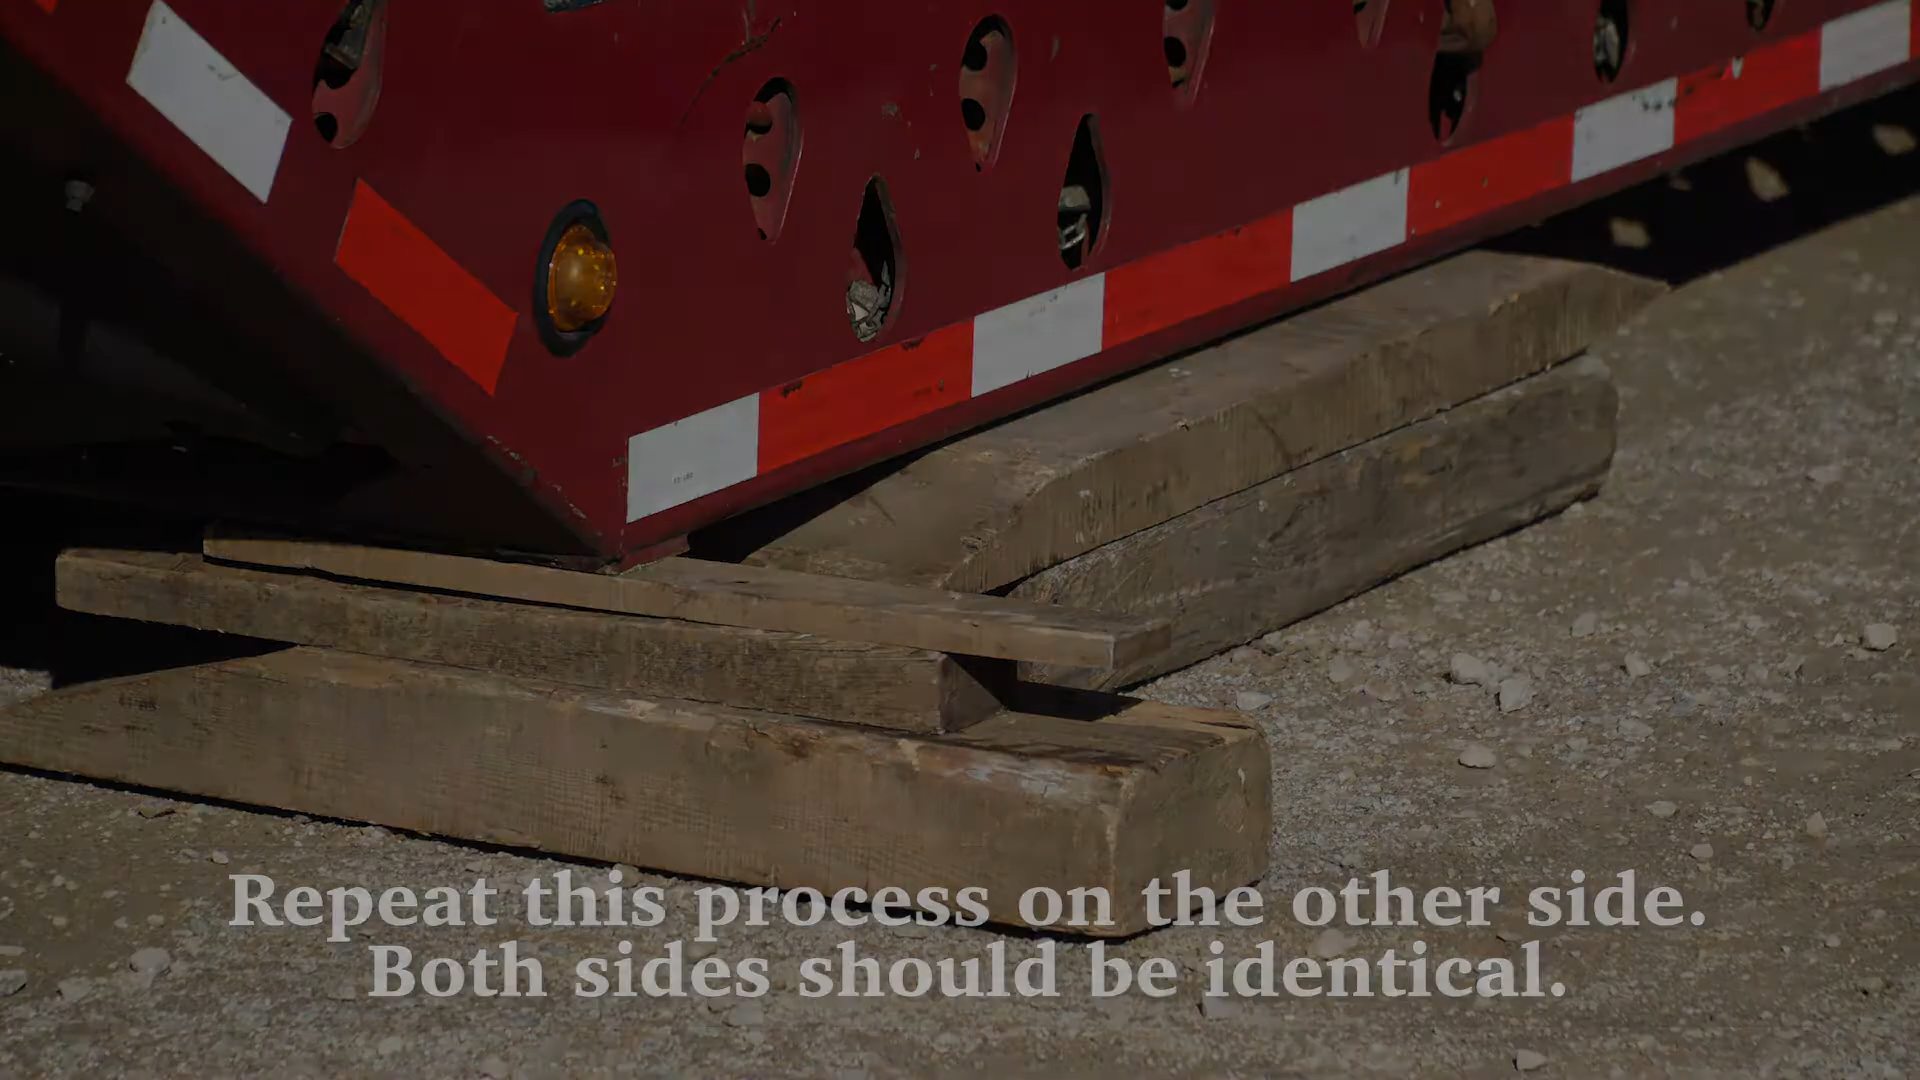 Repeat this process on the other side.
Both sides should be identical.